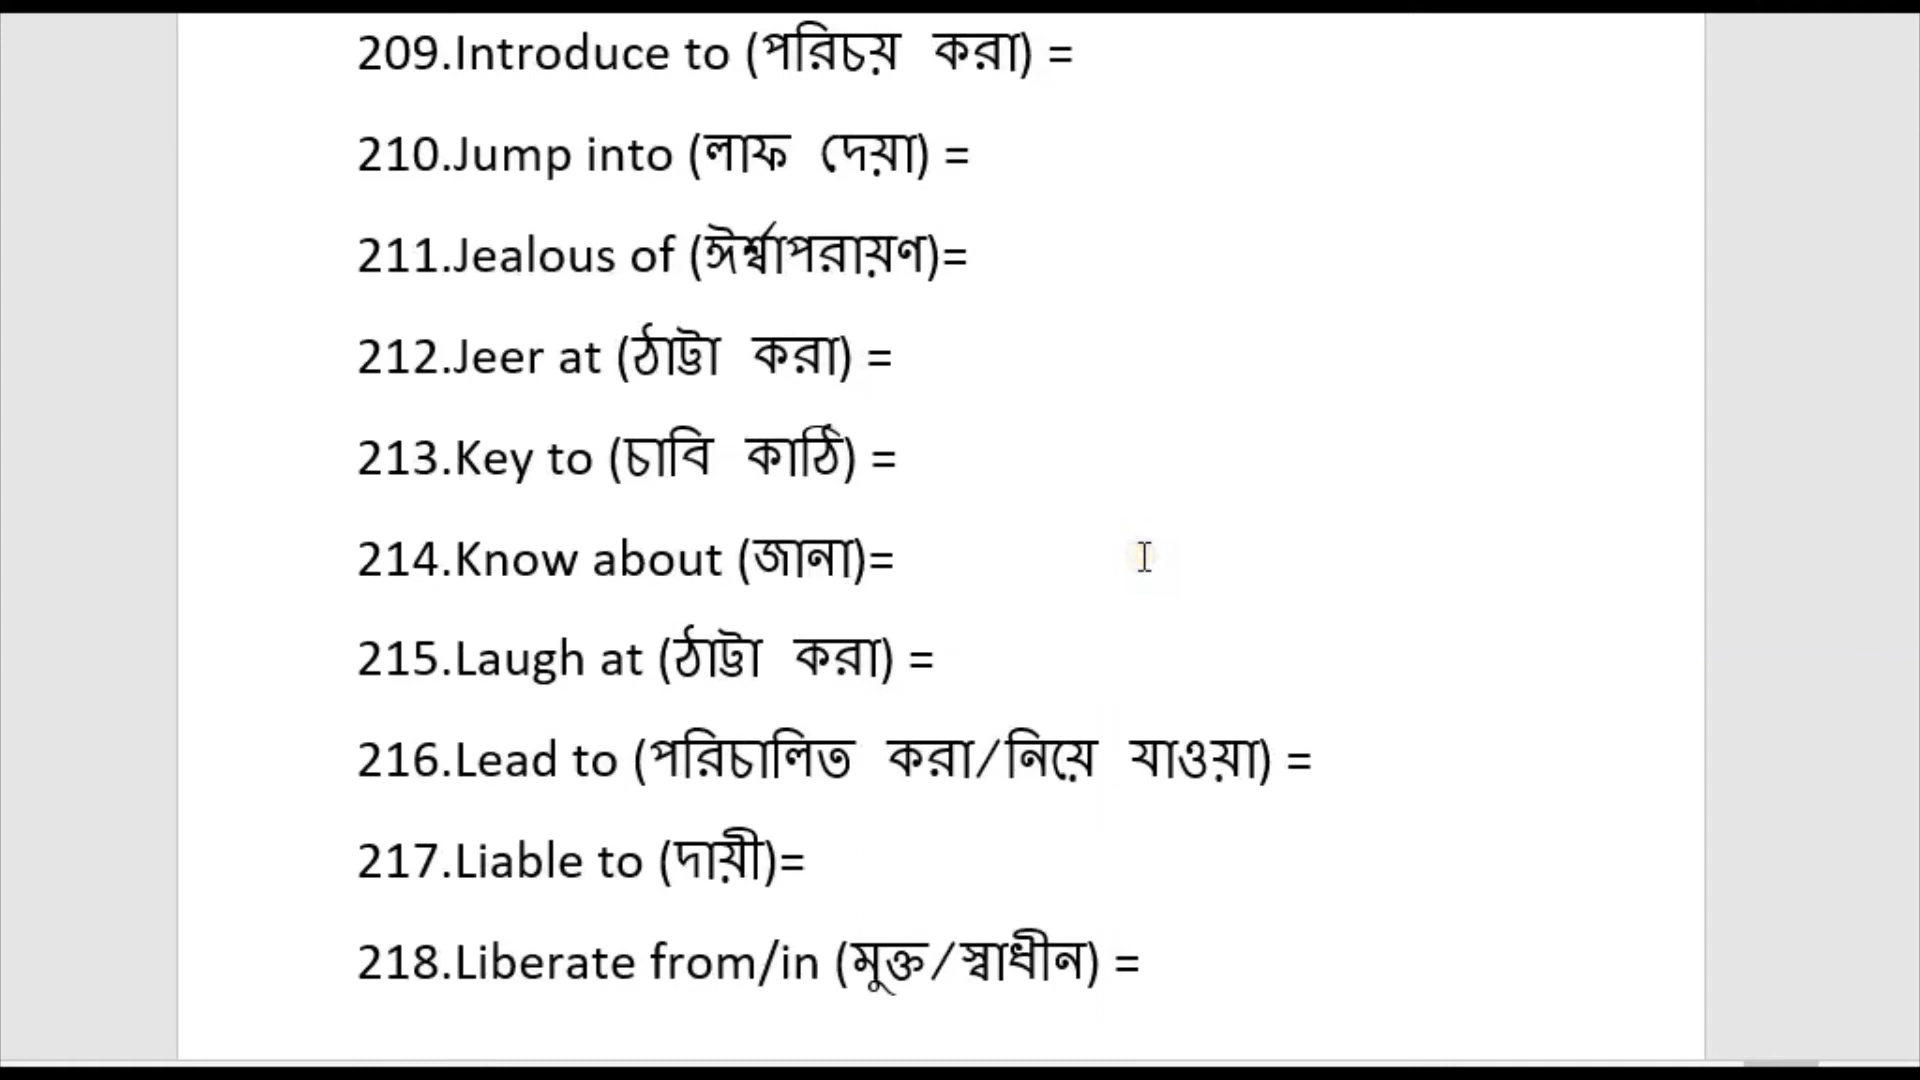 209.Introduce to (পরিচয় করা) =
210.Jump into (লাফ দেয়া) =
211.Jealous of (ঈর্শ্বাপরায়ণ)=
212.Jeer at (ঠাট্টা করা) =
213.Key to (চাবি কাঠি) =
214.Know about (জানা)=
215.Laugh at (ঠাট্টা করা) =
216.Lead to (পরিচালিত করা/নিয়ে যাওয়া) =
217.Liable to (দায়ী)=
218.Liberate from/in (মুক্ত/স্বাধীন) =